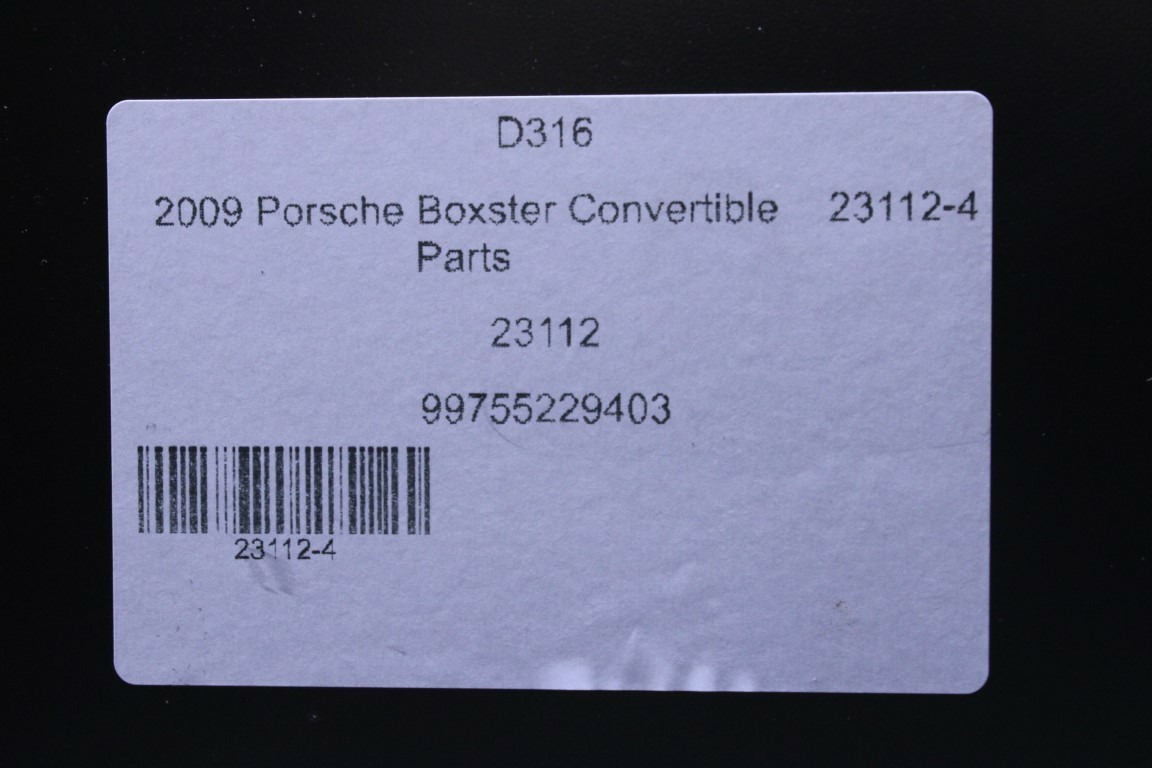 D316
2009 Porsche Boxster Convertible 23112-4
Parts
23112
99755229403
23112-4